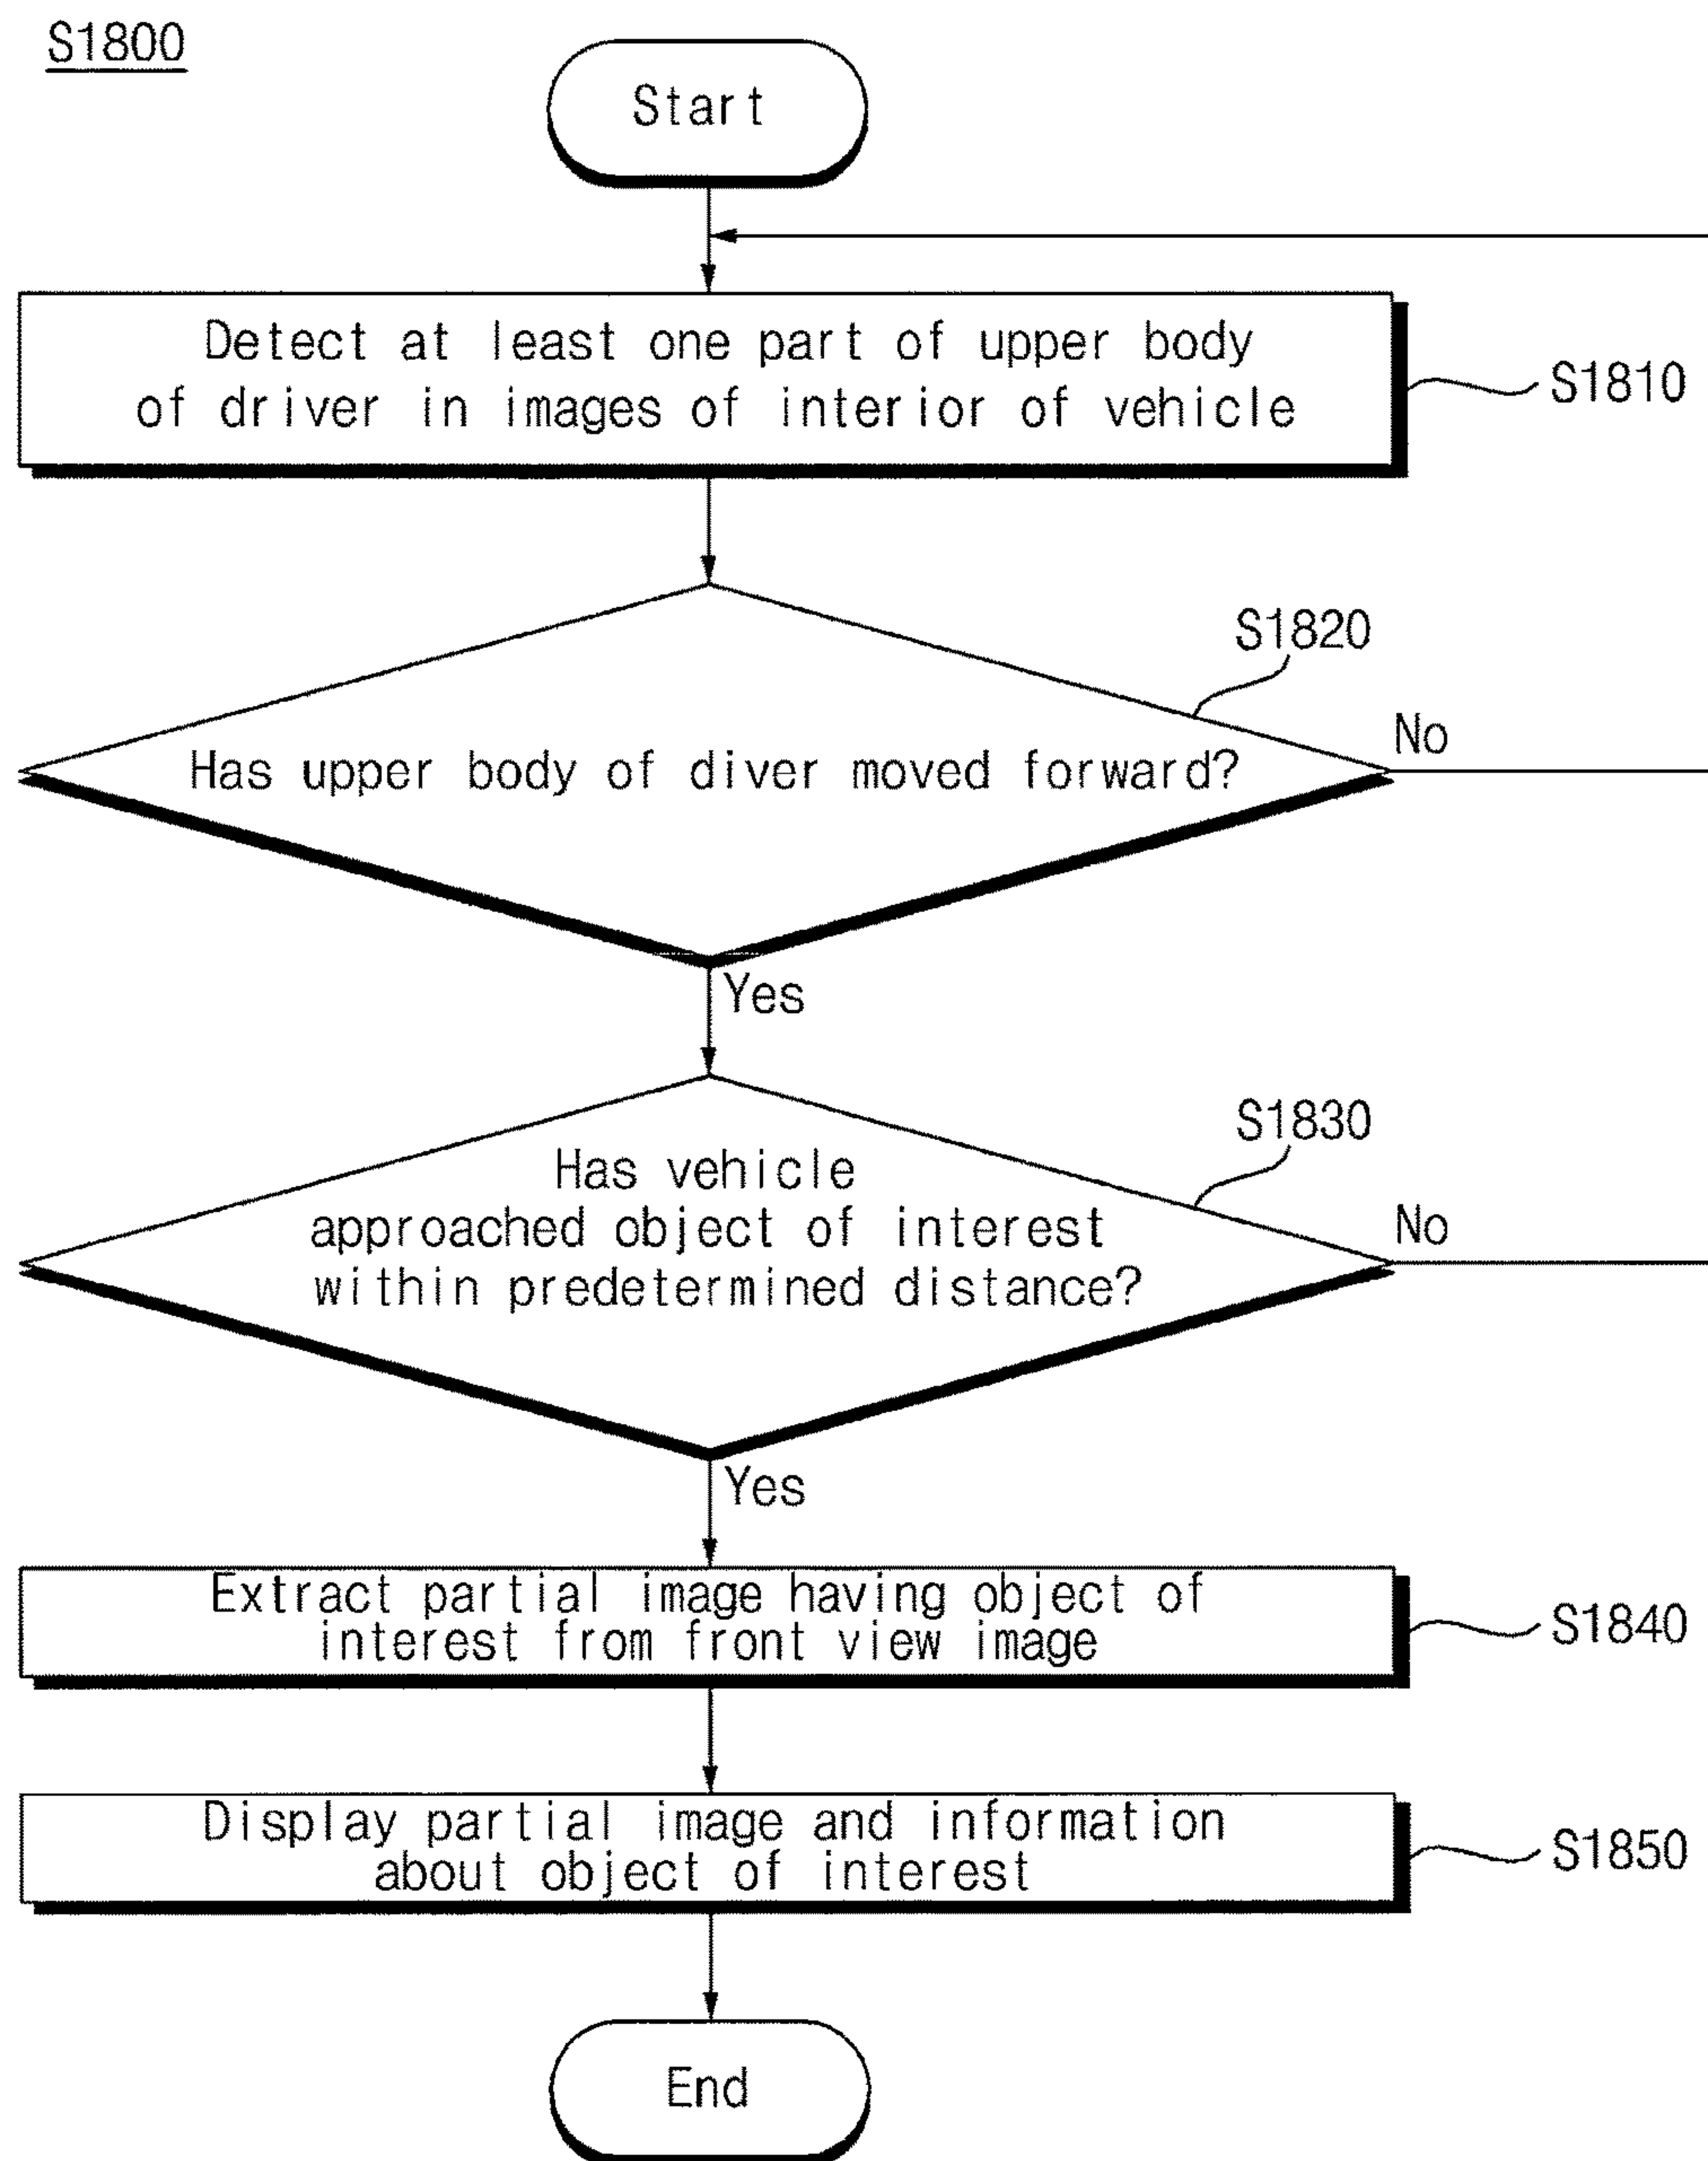 S1800
Start
Detect at least one part of upper body
of driver in images of interior of vehicle
S1810
S1820
Has upper body of diver moved forward?
No
Yes
S1830
Has vehicle
approached object of interest
within predetermined distance?
No
Yes
Extract partial image having object of
interest from front view image
S1840
Display partial image and information
about object of interest
S1850
End